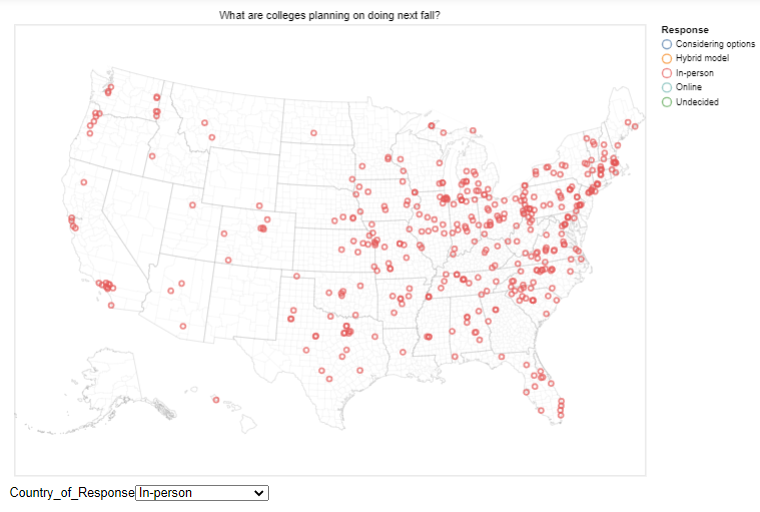 What are colleges planning on doing next fall?
Response
Considering options
Hybrid model
In-person
Online
Undecided
Country_of_Response In-person